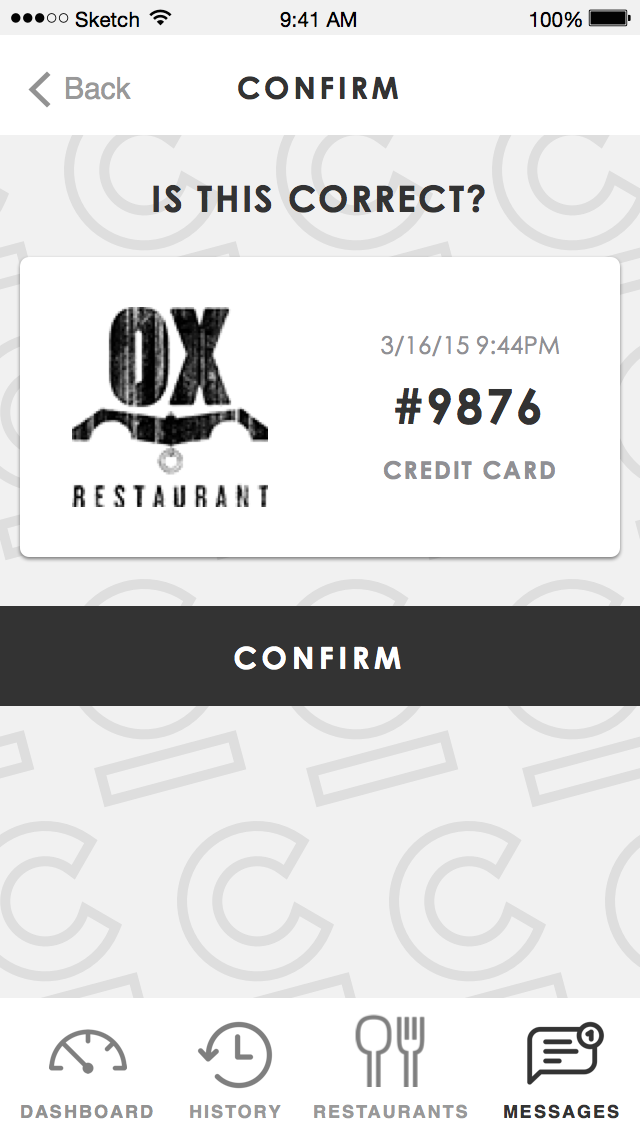 Sketch 9:41 AM 100%
Back CONFIRM
IS THIS CORRECT?
OX
RESTAURANT
3/16/15 9:44PM
#9876
CREDIT CARD
CONFIRM
1
DASHBOARD HISTORY RESTAURANTS MESSAGES